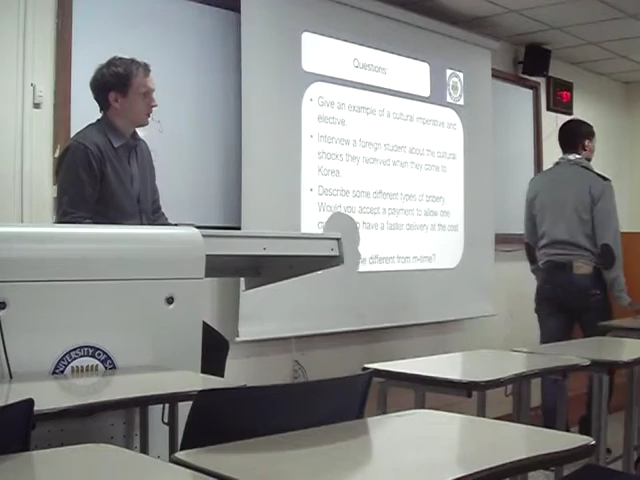 Questions
• Give an example of a cultural imperative and
elective.
• Interview a foreign student about the cultural
shocks they received when they come to
Korea.
• Describe some different types of bribery.
Would you accept a payment to allow one
to have a faster delivery at the cost
different from m-time?
UNIVERSITY OF